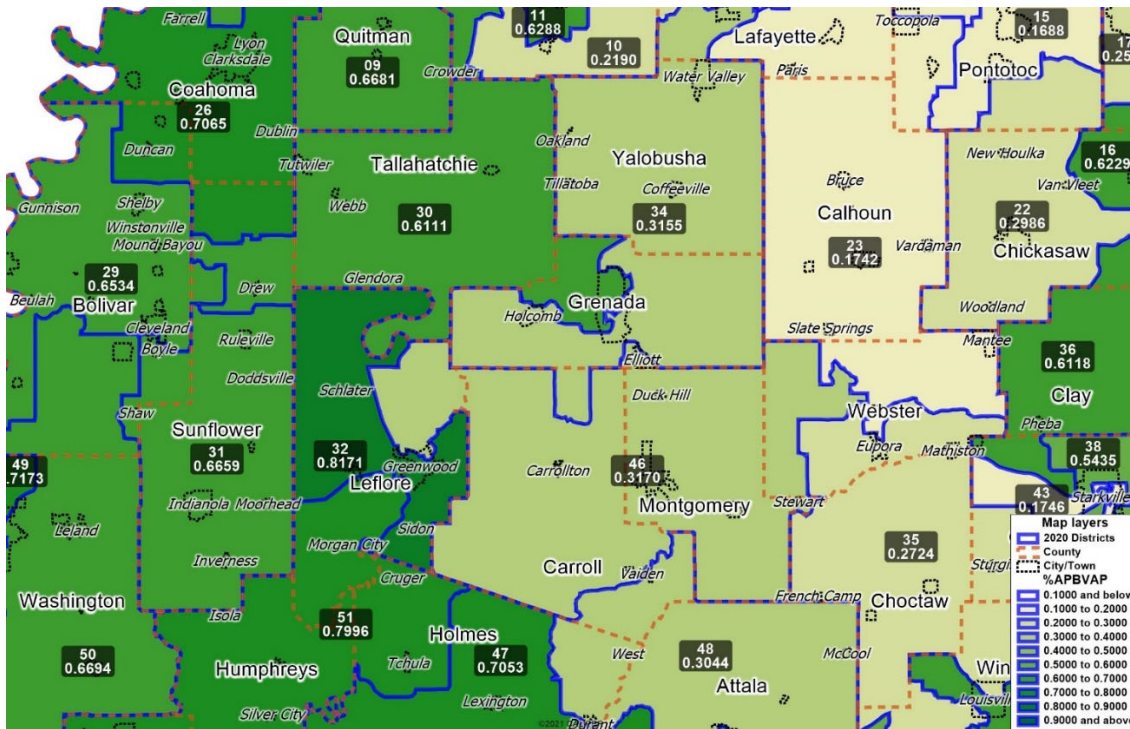 Farrell
Lyon
Clarksdale
Coahoma
26
0.7065
Quitman
09
0.6681
Crowder
11
0.6288
10
0.2190
Water Valley
Lafayette
Paris
Toccopola
15
0.1688
17
Pontotoc
Duncan
Dublin
Tutwiler
Tallahatchie
Webb
30
0.6111
Oakland
Tillatoba
Yalobusha
Coffeeville
34
0.3155
Bruce
Calhoun
23
0.1742
Vardaman
New Houlka
Van Vleet
16
0.6229
22
0.2986
Chickasaw
Gunnison
Shelby
Winstonville
Mound Bayou
29
0.6534
Beulah
Bolivar
Cleveland
Boyle
Drew
Glendora
Ruleville
Holcomb
Grenada
Elliott
Slate Springs
Woodland
Mantee
36
0.6118
Clay
Pheba
Doddsville
Schlater
Duck Hill
Webster
Eupora
Mathiston
Shaw
Sunflower
31
0.6659
32
0.8171
Leflore
Greenwood
Carrollton
46
0.3170
Montgomery
Stewart
38
0.5435
Starkville
43
0.1746
49
.7173
Leland
Indianola
Moorhead
Sidon
Inverness
Morgan City
Cruger
Carroll
Vaiden
35
0.2724
Choctaw
French Camp
Washington
50
0.6694
Isola
51
0.7996
Humphreys
Silver City
Holmes
Tchula
47
0.7053
Lexington
Durant
West
48
0.3044
Attala
McCool
Map layers
2020 Districts
County
City/Town
%APBVAP
0.1000 and below
0.1000 to 0.2000
0.2000 to 0.3000
0.3000 to 0.4000
0.4000 to 0.5000
0.5000 to 0.6000
0.6000 to 0.7000
0.7000 to 0.8000
0.8000 to 0.9000
0.9000 and above